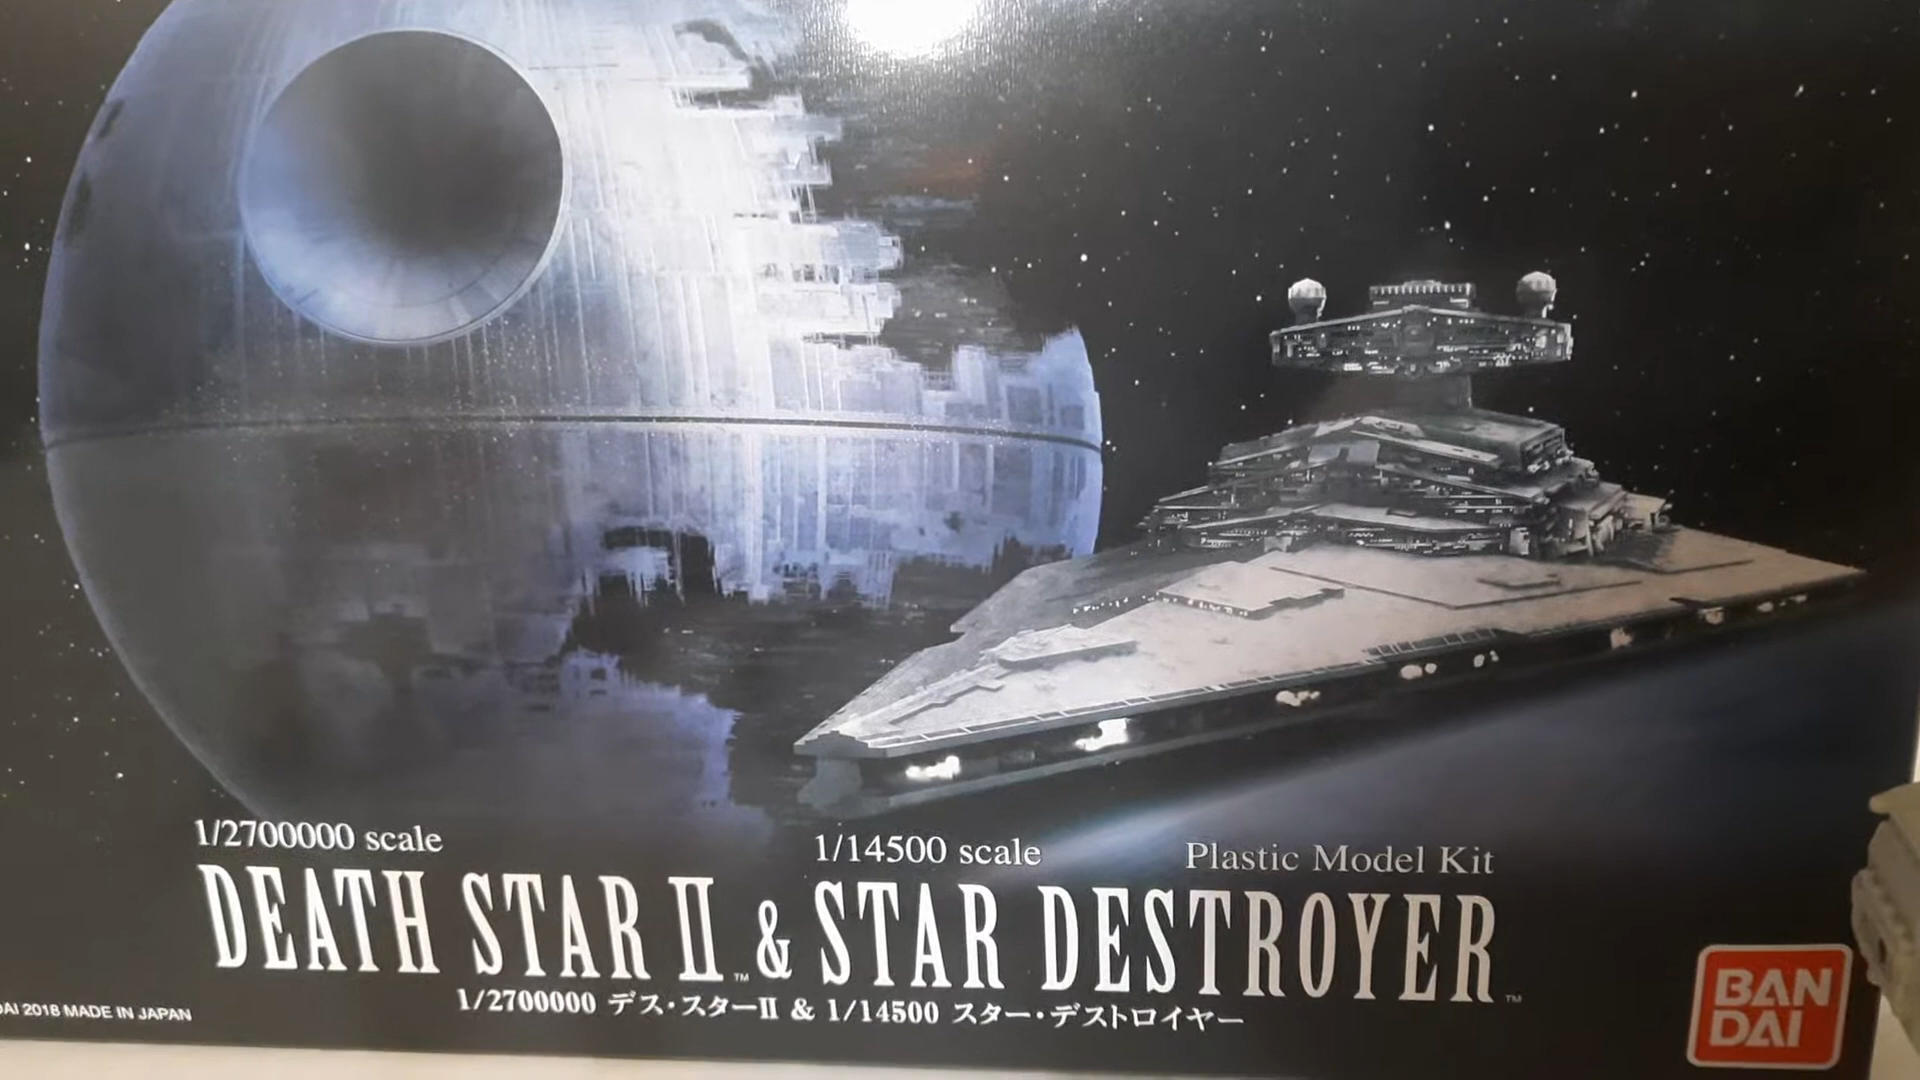 1/2700000 scale
1/14500 scale
Plastic Model Kit
DEATH STAR II™ & STAR DESTROYER™
1/2700000 デス・スターII & 1/14500 スター・デストロイヤー
2018 MADE IN JAPAN
BAN
DAI